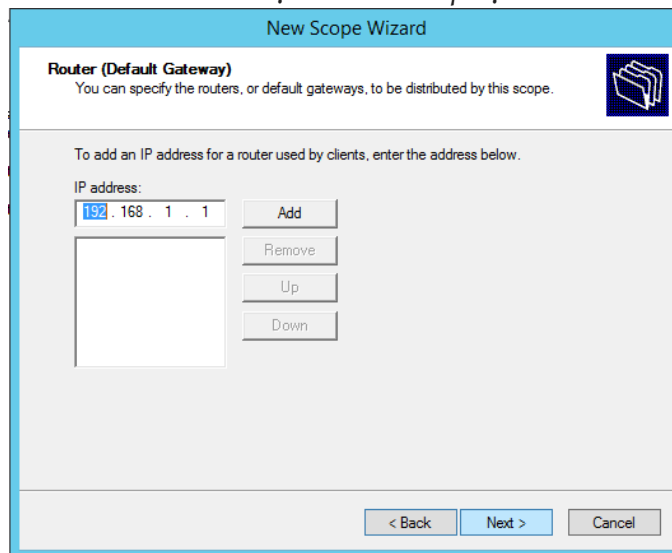 New Scope Wizard
Router (Default Gateway)
You can specify the routers, or default gateways, to be distributed by this scope.
To add an IP address for a router used by clients, enter the address below.
IP address:
192 . 168 . 1 . 1
Add
Remove
Up
Down
< Back
Next >
Cancel